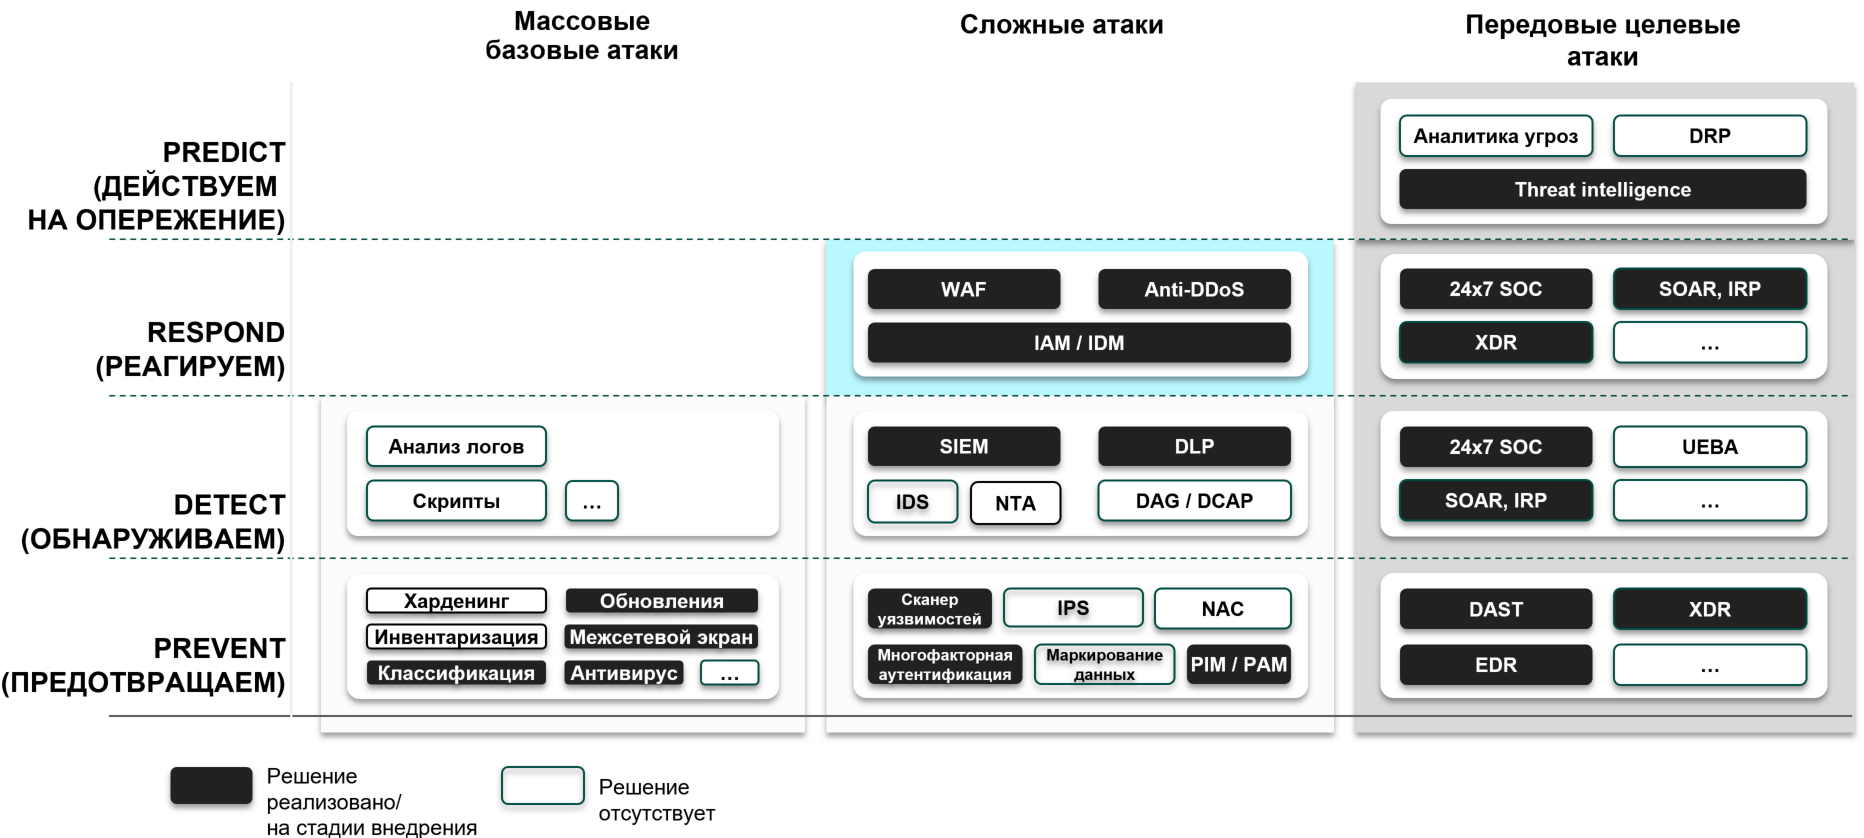 Массовые
базовые атаки
Сложные атаки
Передовые целевые
атаки
PREDICT
(ДЕЙСТВУЕМ
НА ОПЕРЕЖЕНИЕ)
Аналитика угроз
DRP
Threat intelligence
RESPOND
(РЕАГИРУЕМ)
WAF
Anti-DDoS
IAM / IDM
24x7 SOC
SOAR, IRP
XDR
...
DETECT
(ОБНАРУЖИВАЕМ)
Анализ логов
Скрипты
...
SIEM
DLP
IDS
NTA
DAG / DCAP
24x7 SOC
UEBA
SOAR, IRP
...
PREVENT
(ПРЕДОТВРАЩАЕМ)
Харденинг
Обновления
Инвентаризация
Межсетевой экран
Классификация
Антивирус
...
Сканер
уязвимостей
IPS
NAC
Многофакторная
аутентификация
Маркирование
данных
PIM / PAM
DAST
XDR
EDR
...
Решение
реализовано/
на стадии внедрения
Решение
отсутствует